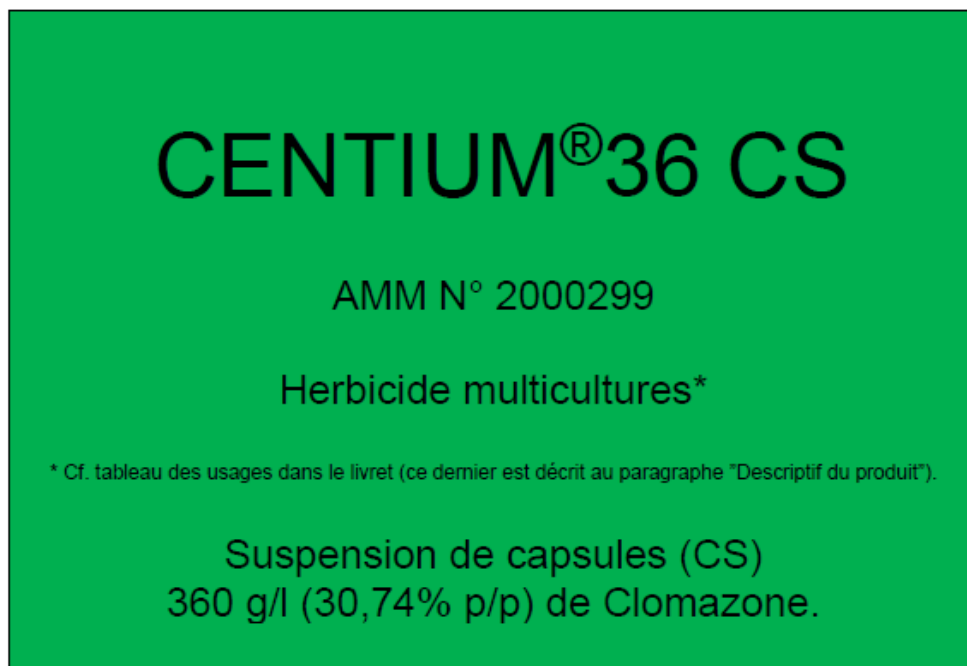 CENTIUM®36 CS
AMM N° 2000299
Herbicide multicultures*
* Cf. tableau des usages dans le livret (ce dernier est décrit au paragraphe "Descriptif du produit").
Suspension de capsules (CS)
360 g/l (30,74% p/p) de Clomazone.